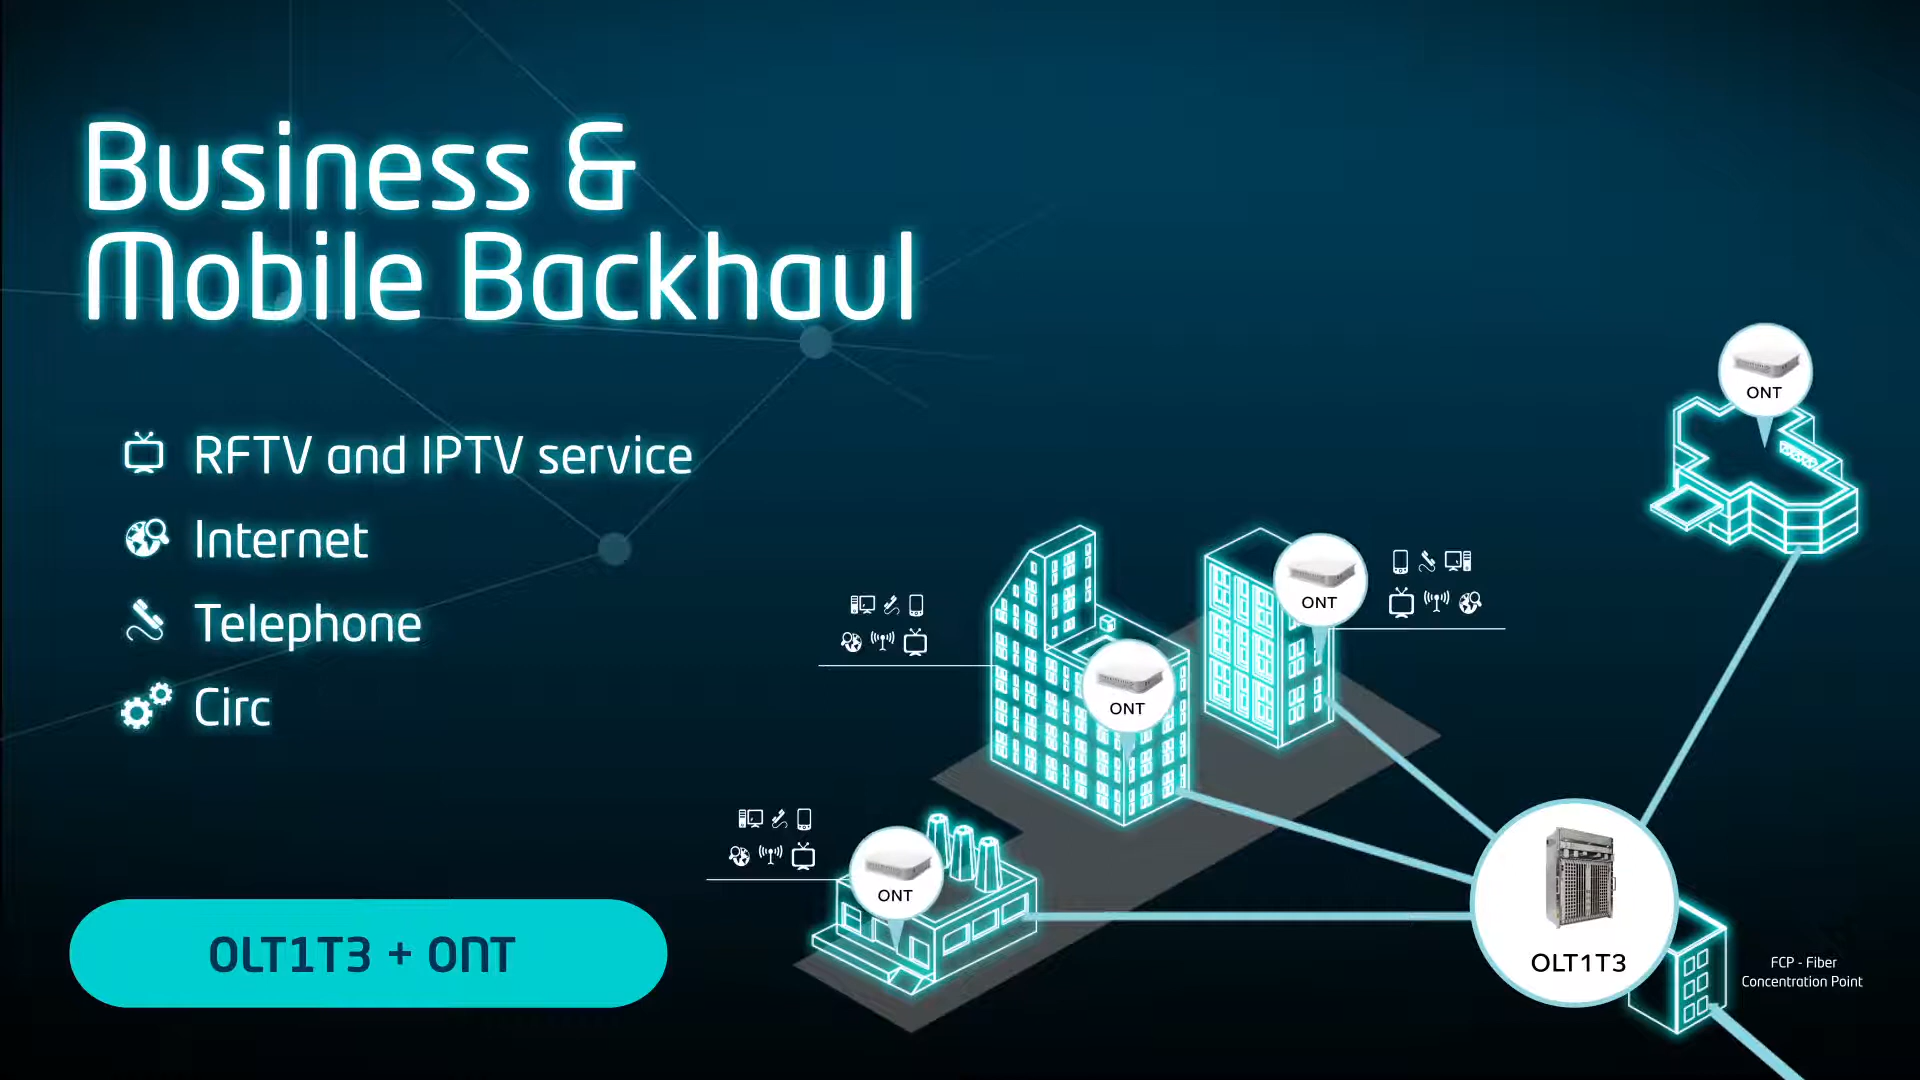 Business &
Mobile Backhaul
RFTV and IPTV service
Internet
Telephone
Circ
OLT1T3 + ONT
ONT
ONT
ONT
ONT
OLT1T3
FCP - Fiber
Concentration Point